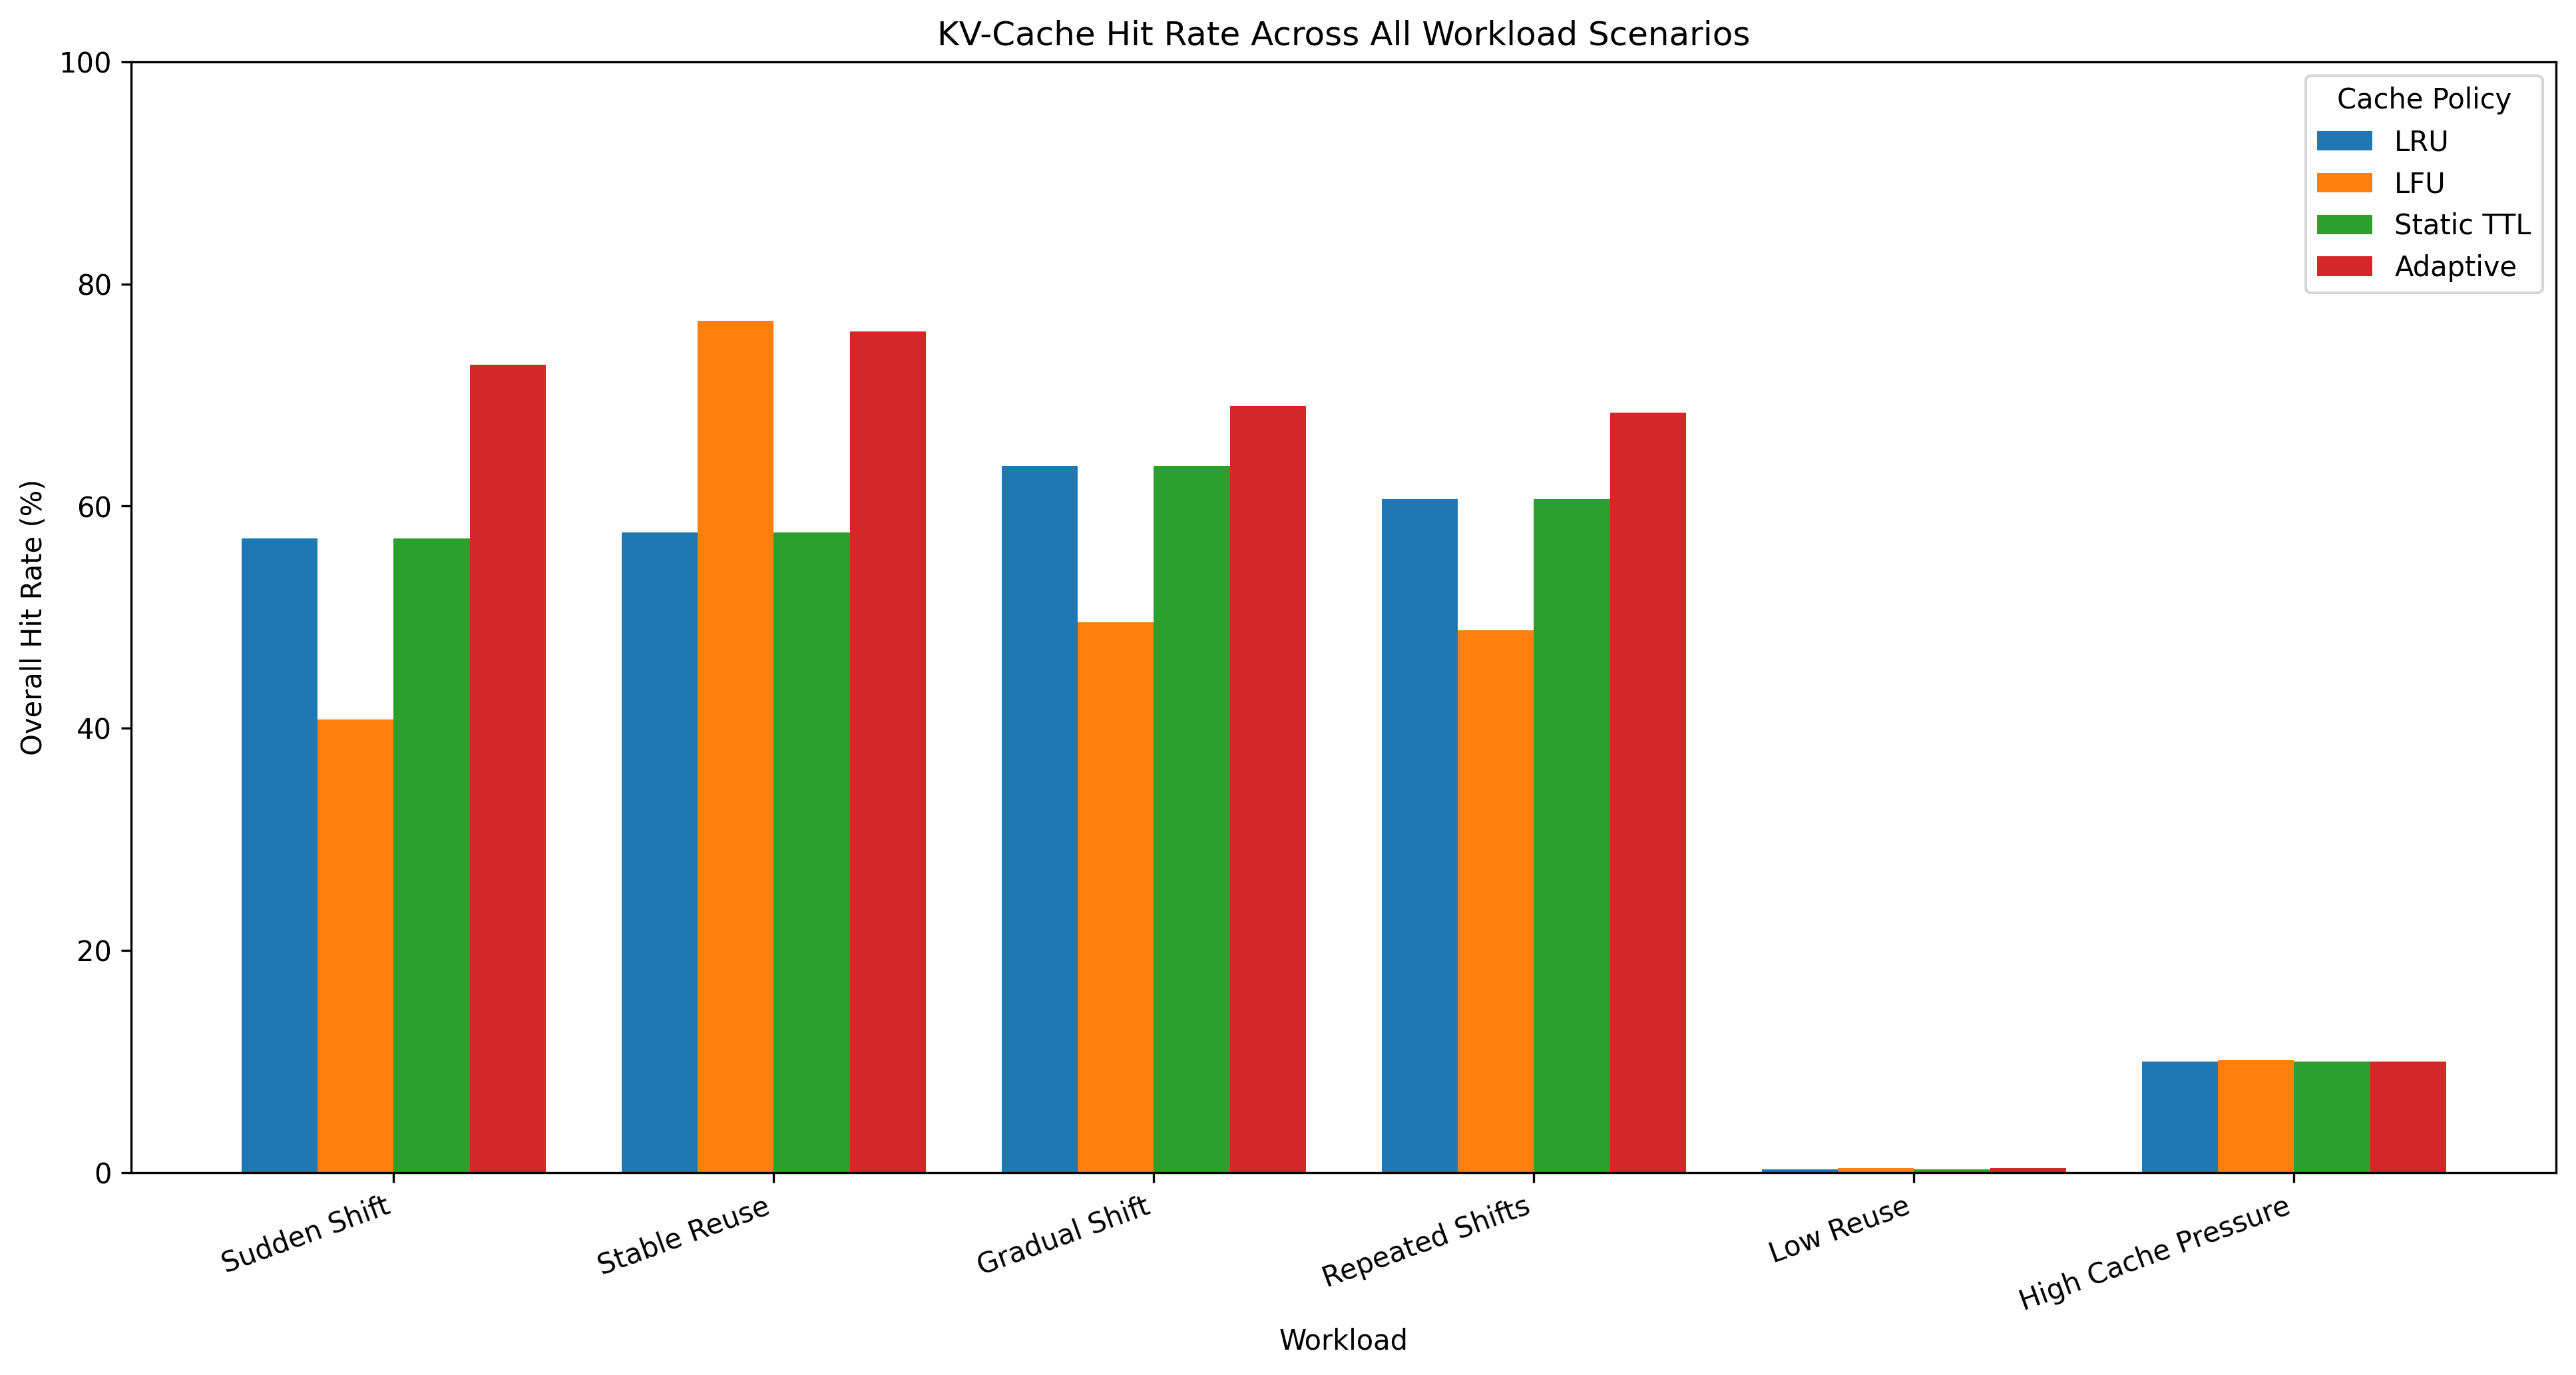 KV-Cache Hit Rate Across All Workload Scenarios
Overall Hit Rate (%)
100
80
60
40
20
0
Cache Policy
LRU
LFU
Static TTL
Adaptive
Sudden Shift
Stable Reuse
Gradual Shift
Repeated Shifts
Low Reuse
High Cache Pressure
Workload